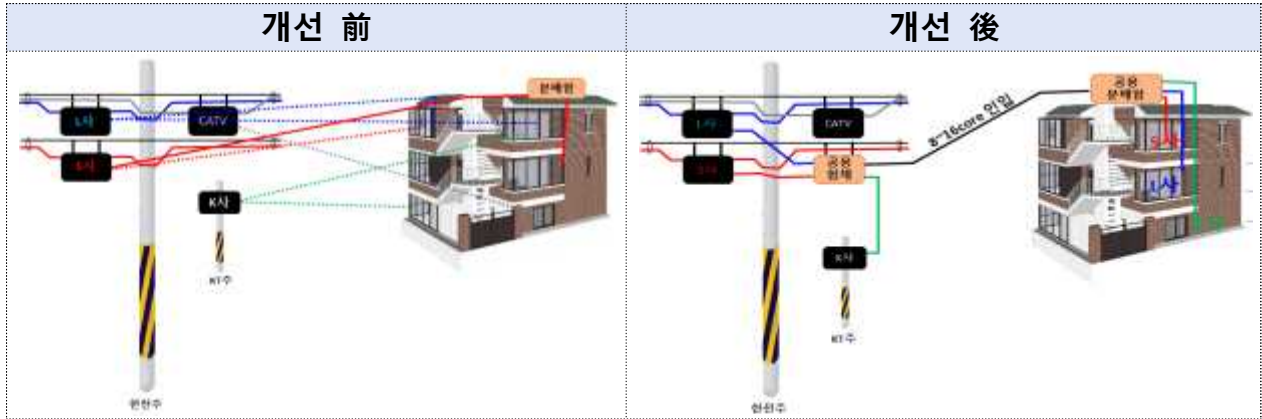 개선 前
개선 後
L사
CATV
S사
분배함
K사
KT주
한전주
L사
CATV
S사
공용
함체
8~16core 인입
공용
분배함
S사
L사
K사
KT주
한전주